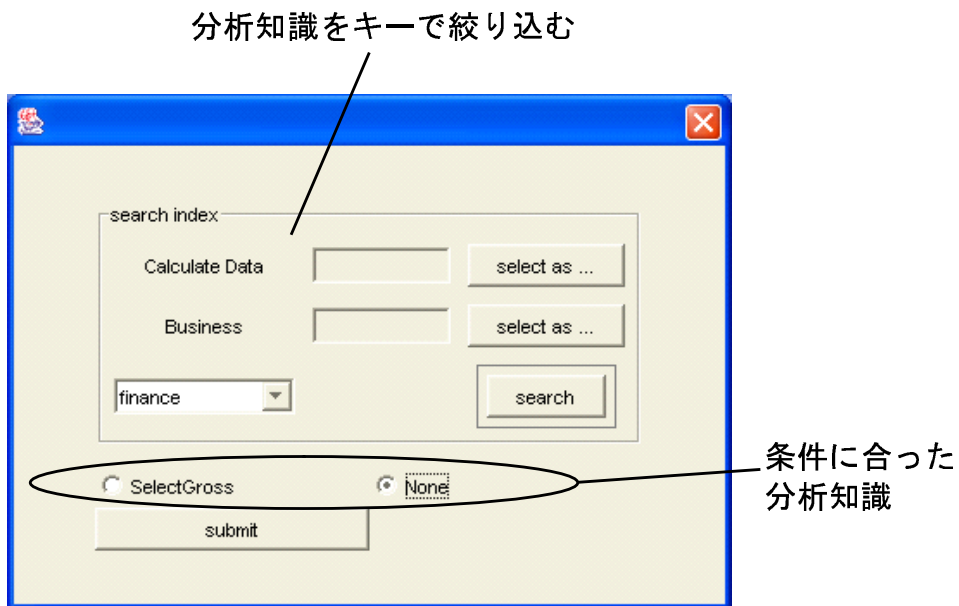 分析知識をキーで絞り込む
search index
Calculate Data
select as ...
Business
select as ...
finance
search
SelectGross
None
submit
条件に合った
分析知識